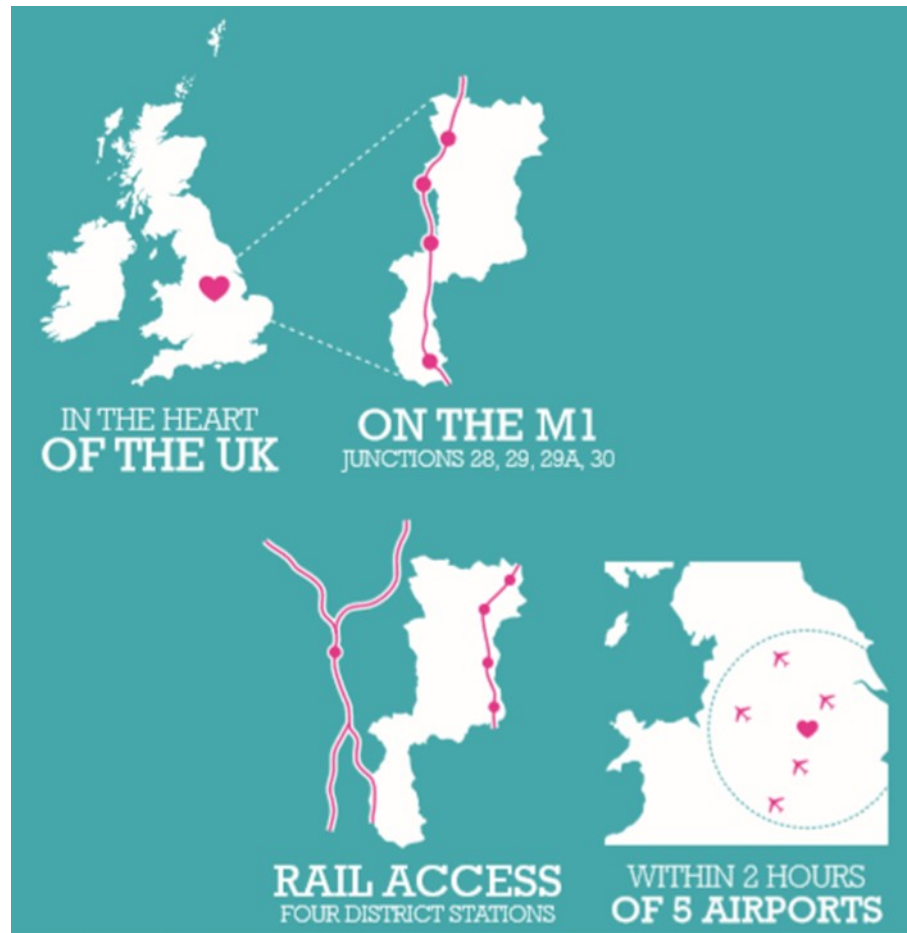 IN THE HEART
OF THE UK
ON THE M1
JUNCTIONS 28, 29, 29A, 30
RAIL ACCESS
FOUR DISTRICT STATIONS
WITHIN 2 HOURS
OF 5 AIRPORTS